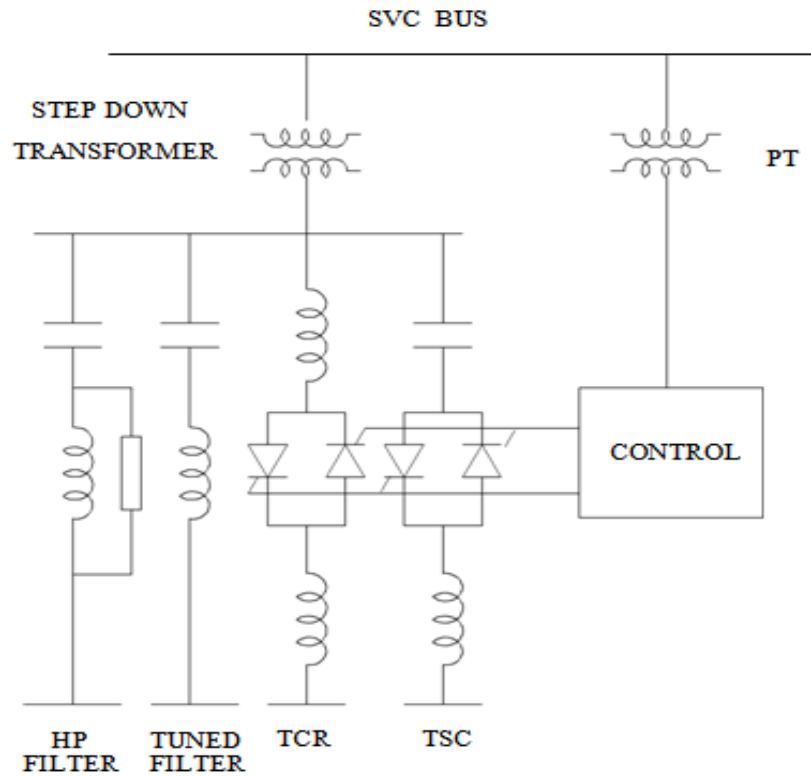 SVC BUS
STEP DOWN
TRANSFORMER
PT
CONTROL
HP
FILTER
TUNED
FILTER
TCR
TSC